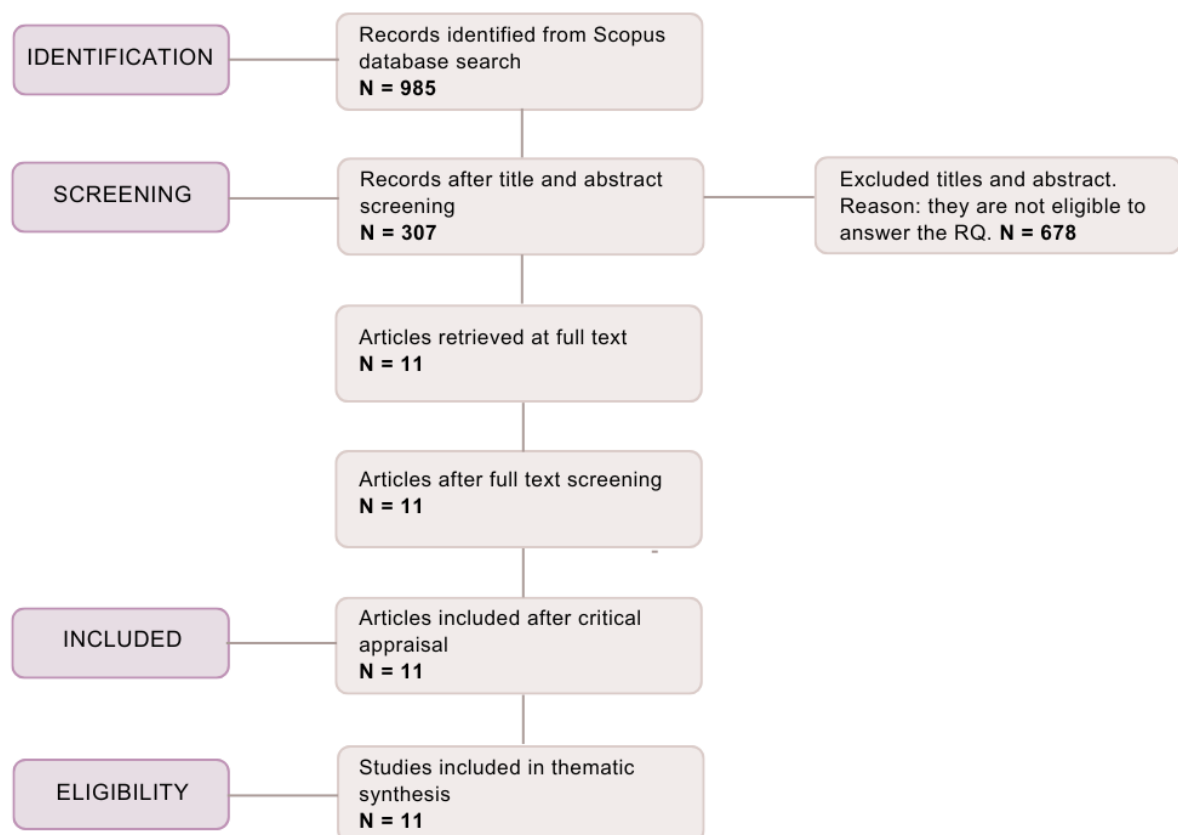 IDENTIFICATION
Records identified from Scopus
database search
N = 985
SCREENING
Records after title and abstract
screening
N = 307
Excluded titles and abstract.
Reason: they are not eligible to
answer the RQ. N = 678
Articles retrieved at full text
N = 11
Articles after full text screening
N = 11
INCLUDED
Articles included after critical
appraisal
N = 11
ELIGIBILITY
Studies included in thematic
synthesis
N = 11